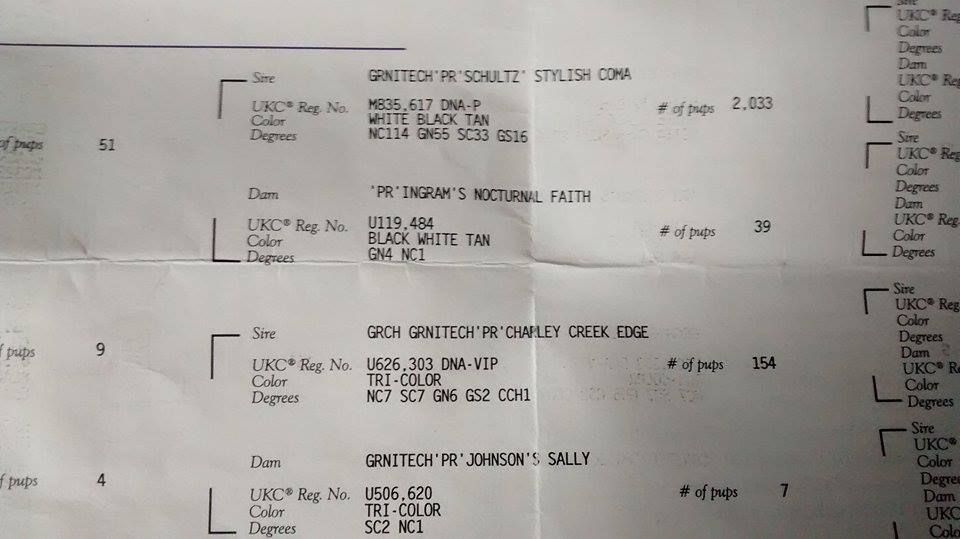 Sire GRNITECH'PR'SCHULTZ' STYLISH COMA
UKC® Reg. No. M835,617 DNA-P # of pups 2,033
Color WHITE BLACK TAN
Degrees NC114 GN55 SC33 GS16
of pups 51
Dam 'PR'INGRAM'S NOCTURNAL FAITH
UKC® Reg. No. U119,484 # of pups 39
Color BLACK WHITE TAN
Degrees GN4 NC1
Sire GRCH GRNITECH'PR'CHARLEY CREEK EDGE
pups 9
UKC® Reg. No. U626,303 DNA-VIP # of pups 154
Color TRI-COLOR
Degrees NC7 SC7 GN6 GS2 CCH1
Dam GRNITECH'PR'JOHNSON'S SALLY
pups 4
UKC® Reg. No. U506,620 # of pups 7
Color TRI-COLOR
Degrees SC2 NC1
Sire
UKC® Reg
Color
Degrees
Dam
UKC® Reg
Color
Degrees
Sire
UKC® Reg
Color
Degrees
Dam
UKC® Reg
Color
Degrees
Sire
UKC® Reg
Color
Degrees
Dam
UKC® Re
Color
Degrees
Sire
UKC®
Color
Degree
Dam
UKC
Colo